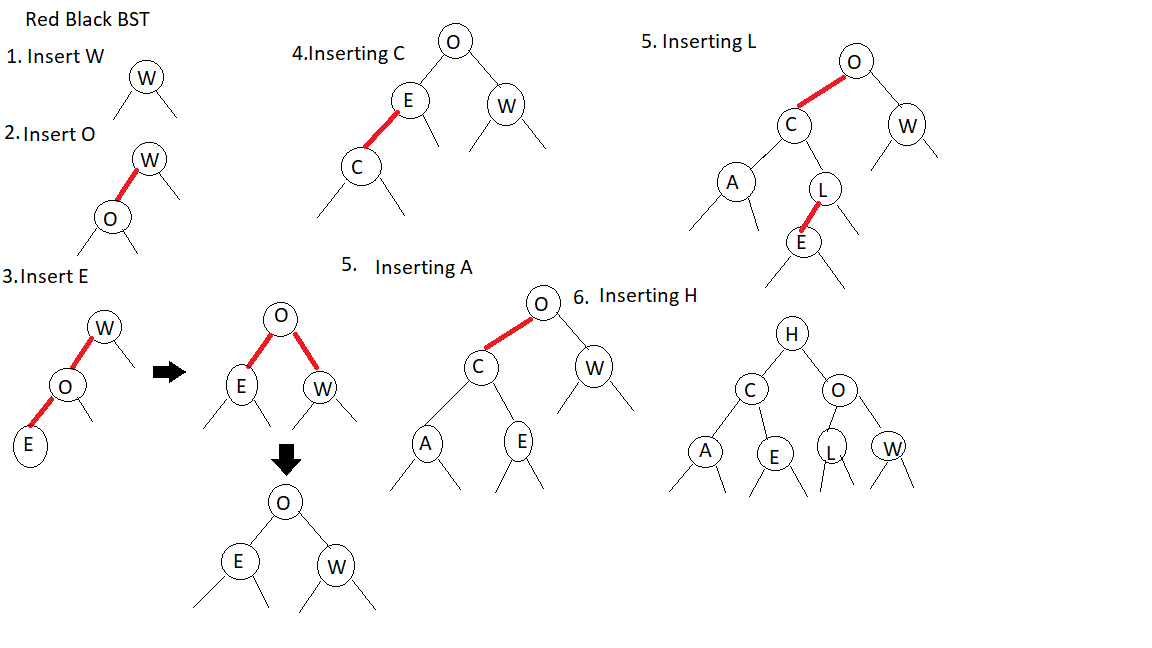 Red Black BST
1. Insert W
W
2. Insert O
W
O
3. Insert E
W
O
E
O
E
W
O
E
W
4.Inserting C
O
E
W
C
5. Inserting A
O
C
W
A
E
5. Inserting L
O
C
W
A
L
E
6. Inserting H
H
C
O
A
E
L
W